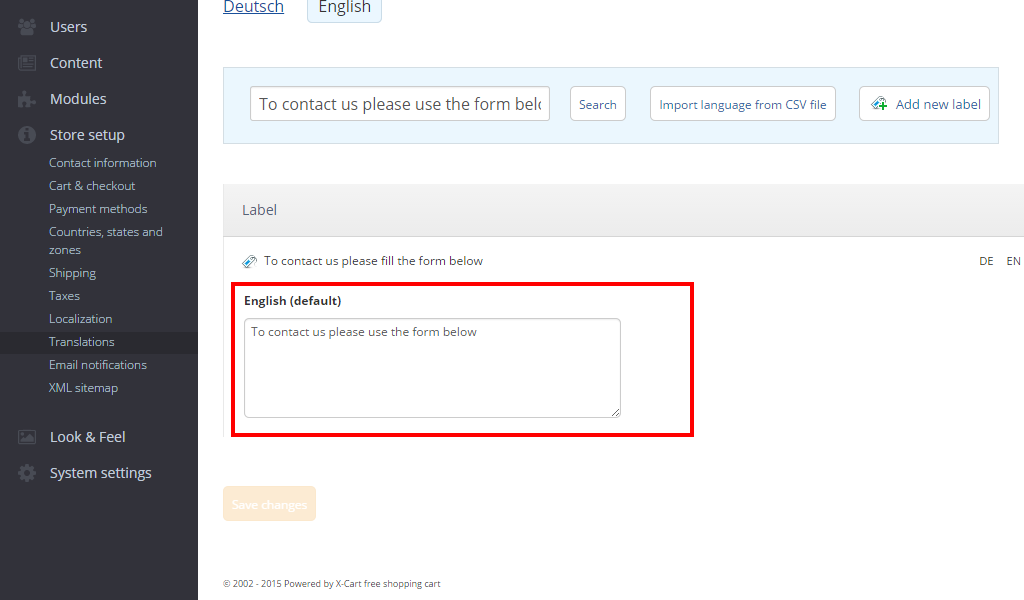 Users
Content
Modules
Store setup
Contact information
Cart & checkout
Payment methods
Countries, states and
zones
Shipping
Taxes
Localization
Translations
Email notifications
XML sitemap
Look & Feel
System settings
Deutsch English
To contact us please use the form belo Search Import language from CSV file Add new label
Label
To contact us please fill the form below DE EN
English (default)
To contact us please use the form below
Save changes
© 2002 - 2015 Powered by X-Cart free shopping cart